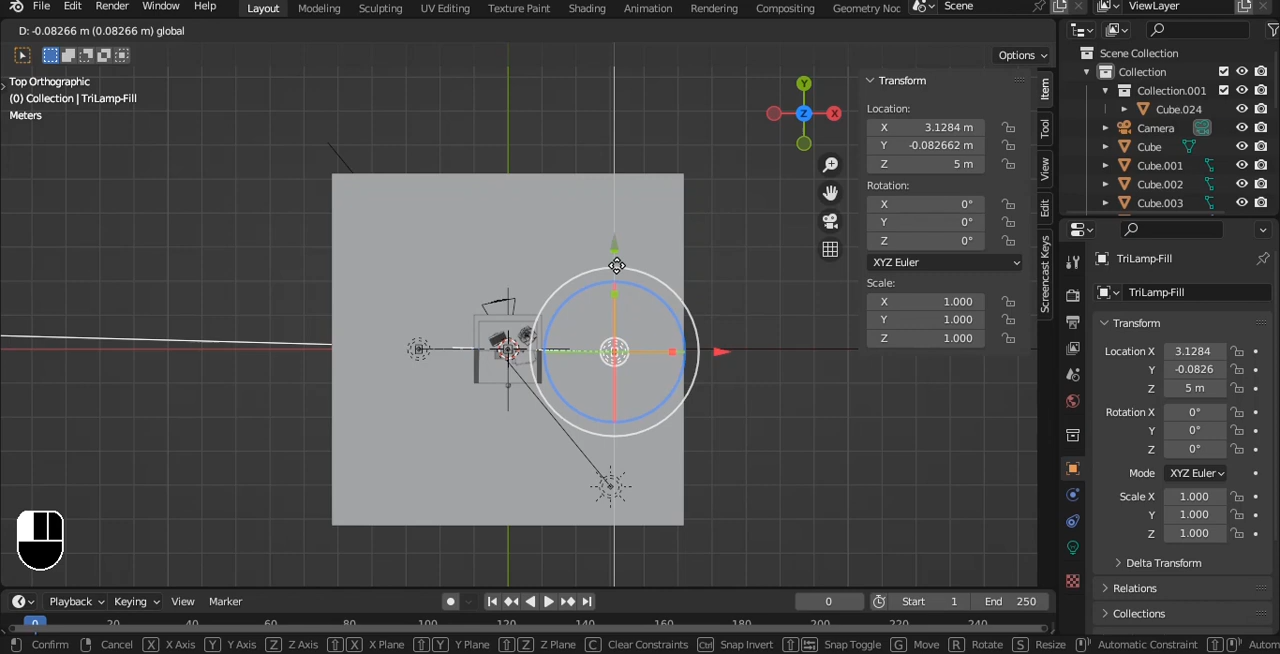 File Edit Render Window Help Layout Modeling Sculpting UV Editing Texture Paint Shading Animation Rendering Compositing Geometry Noc Scene ViewLayer
D: -0.08266 m (0.08266 m) global
Options
Top Orthographic
(0) Collection | TriLamp-Fill
Meters
Y
X
Z
Transform
Location:
X 3.1284 m
Y -0.082662 m
Z 5 m
Rotation:
X 0°
Y 0°
Z 0°
XYZ Euler
Scale:
X 1.000
Y 1.000
Z 1.000
Item
Tool
View
Edit
Screencast Keys
Scene Collection
Collection
Collection.001
Cube.024
Camera
Cube
Cube.001
Cube.002
Cube.003
TriLamp-Fill
TriLamp-Fill
Transform
Location X 3.1284
Y -0.0826
Z 5 m
Rotation X 0°
Y 0°
Z 0°
Mode XYZ Euler
Scale X 1.000
Y 1.000
Z 1.000
Delta Transform
Relations
Collections
Playback Keying View Marker 0 Start 1 End 250
0 20 40 60 80 100 120 140 160 180 200 220 240
Confirm Cancel X X Axis Y Y Axis Z Z Axis X X Plane Y Y Plane Z Z Plane C Clear Constraints Ctrl Snap Invert Snap Toggle G Move R Rotate S Resize Automatic Constraint Autom